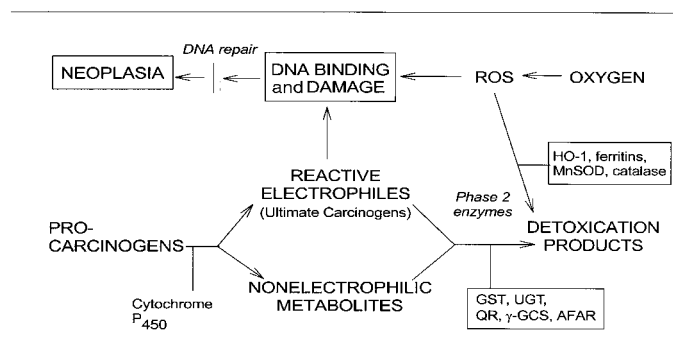 DNA repair
NEOPLASIA
DNA BINDING
and DAMAGE
ROS
OXYGEN
HO-1, ferritins,
MnSOD, catalase
REACTIVE
ELECTROPHILES
(Ultimate Carcinogens)
Phase 2
enzymes
PRO-
CARCINOGENS
DETOXICATION
PRODUCTS
NONELECTROPHILIC
METABOLITES
Cytochrome
P450
GST, UGT,
QR, γ-GCS, AFAR